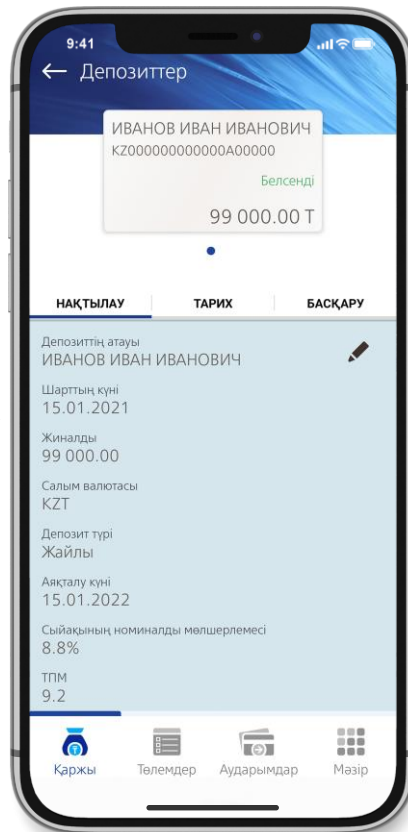 9:41
Депозиттер
ИВАНОВ ИВАН ИВАНОВИЧ
KZ000000000000A00000
Белсенді
99 000.00 Т
НАҚТЫЛАУ ТАРИХ БАСҚАРУ
Депозиттің атауы
ИВАНОВ ИВАН ИВАНОВИЧ
Шарттың күні
15.01.2021
Жиналды
99 000.00
Салым валютасы
KZT
Депозит түрі
Жайлы
Аяқталу күні
15.01.2022
Сыйақының номиналды мөлшерлемесі
8.8%
ТПМ
9.2
Қаржы Төлемдер Аударымдар Мәзір